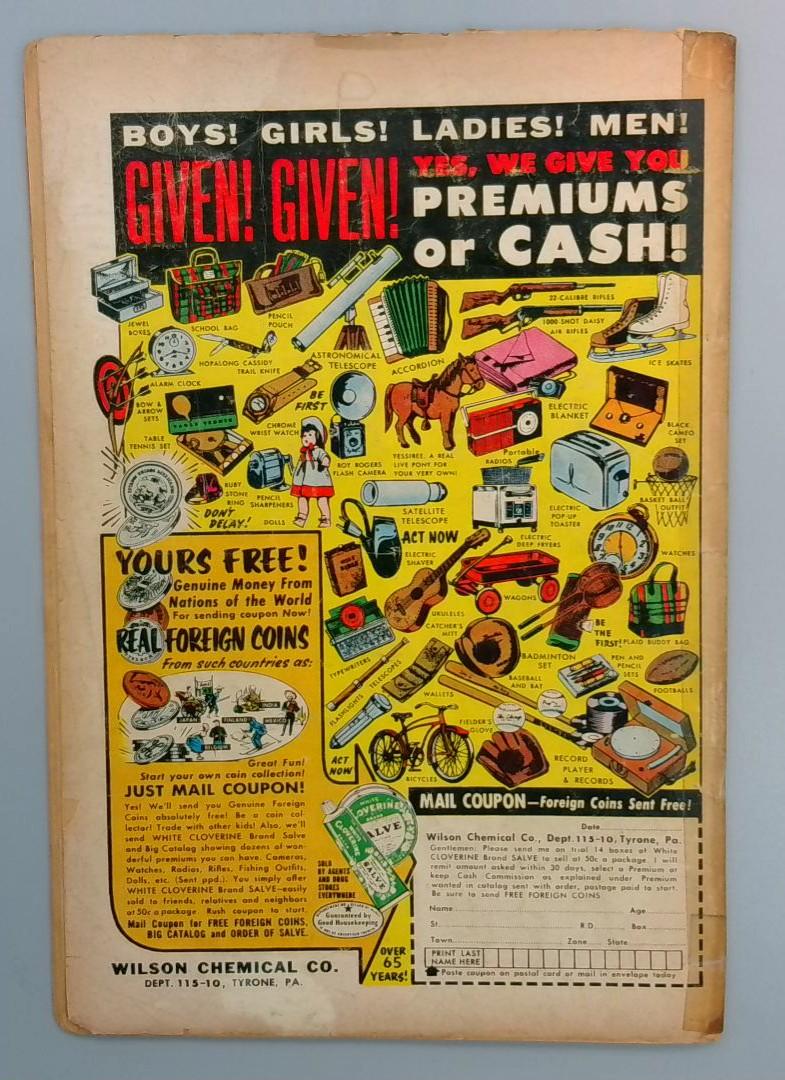 BOYS! GIRLS! LADIES! MEN!
GIVEN! GIVEN!
YES, WE GIVE YOU
PREMIUMS
or CASH!
JEWEL
BOXES
SCHOOL BAG
PENCIL
POUCH
HOPALONG CASSIDY
TRAIL KNIFE
ALARM CLOCK
ASTRONOMICAL
TELESCOPE
ACCORDION
22-CALIBRE RIFLES
1000-SHOT DAISY
AIR RIFLES
ICE SKATES
BOW &
ARROW
SETS
TABLE TENNIS
TABLE
TENNIS SET
CHROME
WRIST WATCH
BE
FIRST
ROY ROGERS
FLASH CAMERA
YESSIREE, A REAL
LIVE PONY FOR
YOUR VERY OWN!
Portable
RADIOS
ELECTRIC
BLANKET
BLACK
CAMEO
SET
RUBY
STONE
RING
PENCIL
SHARPENERS
DOLLS
DON'T
DELAY!
SATELLITE
TELESCOPE
ELECTRIC
DEEP FRYERS
ELECTRIC
POP-UP
TOASTER
BASKET BALL
OUTFIT
ACT NOW
ELECTRIC
SHAVER
WATCHES
HOLY
BIBLE
UKULELES
WAGONS
BE
THE
FIRST!
PLAID BUDDY BAG
TYPEWRITERS
CATCHER'S
MITT
BADMINTON
SET
PEN AND
PENCIL
SETS
FOOTBALLS
TELESCOPES
FLASHLIGHTS
WALLETS
BASEBALL
AND BAT
FIELDER'S
GLOVE
ACT
NOW
BICYCLES
RECORD
PLAYER
& RECORDS
YOURS FREE!
Genuine Money From
Nations of the World
For sending coupon Now!
REAL FOREIGN COINS
From such countries as:
JAPAN
FINLAND
INDIA
MEXICO
BELGIUM
Great Fun!
Start your own coin collection!
JUST MAIL COUPON!
Yes! We'll send you Genuine Foreign
Coins absolutely free! Be a coin col-
lector! Trade with other kids! Also, we'll
send WHITE CLOVERINE Brand Salve
and Big Catalog showing dozens of won-
derful premiums you can have. Cameras,
Watches, Radios, Rifles, Fishing Outfits,
Dolls, etc. (Sent ppd.). You simply offer
WHITE CLOVERINE Brand SALVE—easily
sold to friends, relatives and neighbors
at 50c a package. Rush coupon to start.
Mail Coupon for FREE FOREIGN COINS,
BIG CATALOG and ORDER OF SALVE.
WHITE
CLOVERINE
SALVE
WHITE
CLOVERINE
SALVE
SOLD
BY AGENTS
AND DRUG
STORES
EVERYWHERE
Guaranteed by
Good Housekeeping
OVER
65
YEARS!
WILSON CHEMICAL CO.
DEPT. 115-10, TYRONE, PA.
MAIL COUPON—Foreign Coins Sent Free!
Date
Wilson Chemical Co., Dept. 115-10, Tyrone, Pa.
Gentlemen: Please send me on trial 14 boxes of White
CLOVERINE Brand SALVE to sell at 50c a package. I will
remit amount asked within 30 days, select a Premium or
keep Cash Commission as explained under Premium
wanted in catalog sent with order, postage paid to start.
Be sure to send FREE FOREIGN COINS
Name Age
St. R.D. Box
Town Zone State
PRINT LAST
NAME HERE
Paste coupon on postal card or mail in envelope today